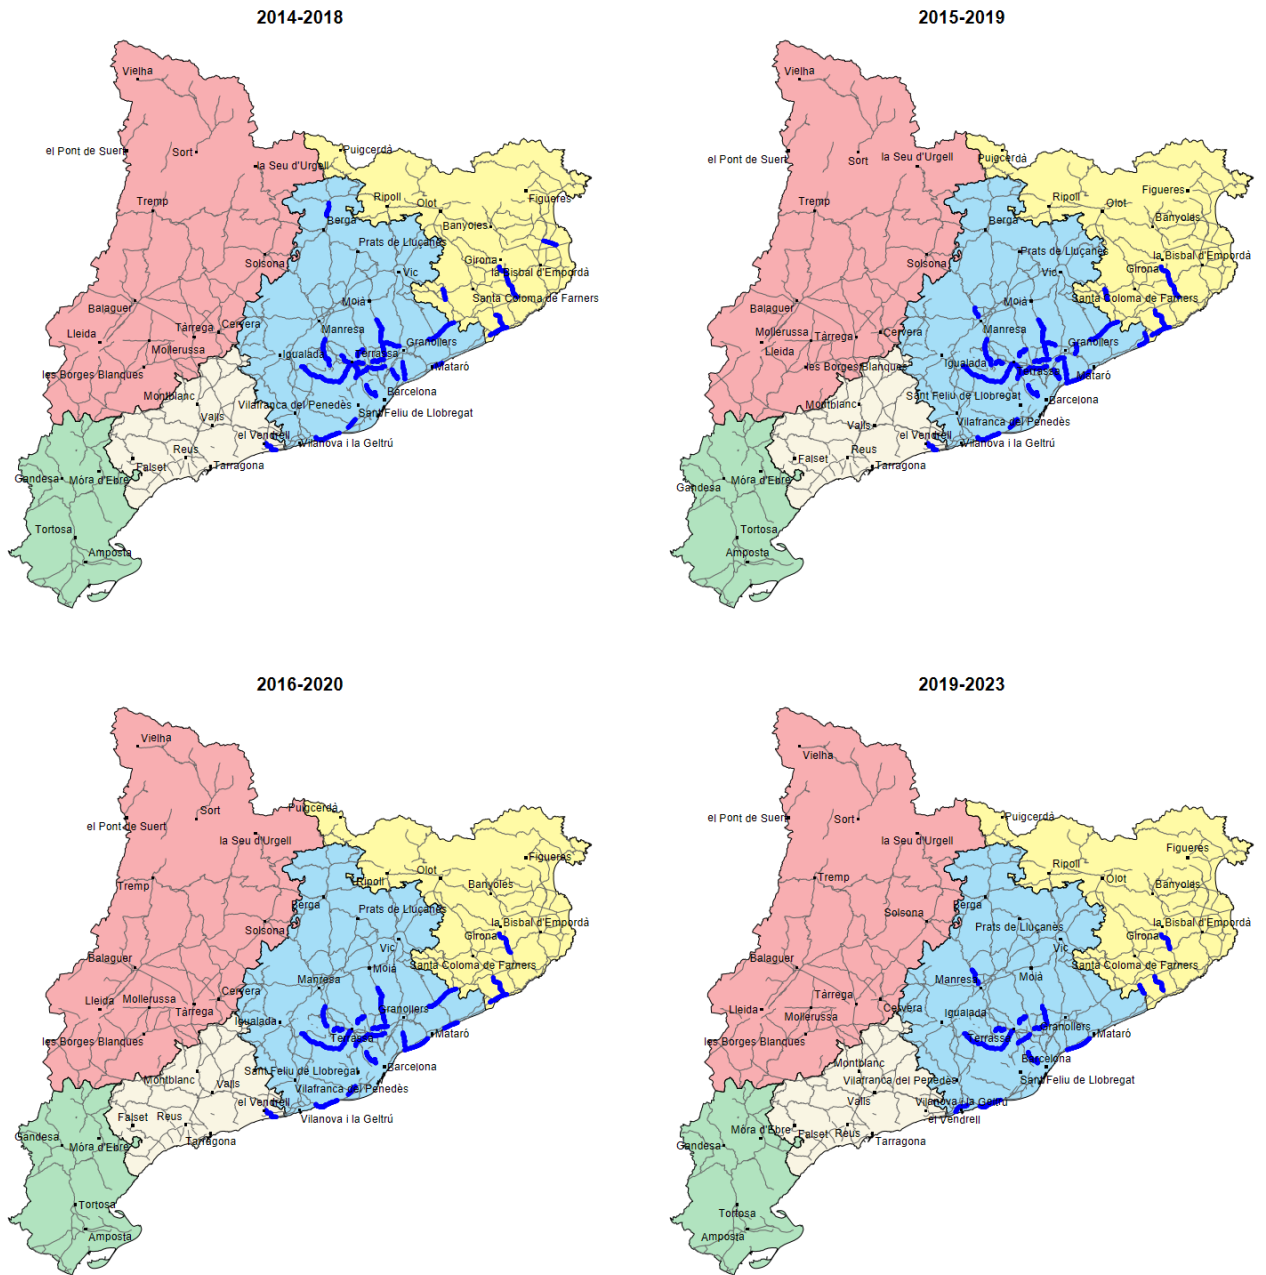 2014-2018
Vielha
el Pont de Suert
Sort
Puigcerdà
la Seu d'Urgell
Tremp
Ripoll
Olot
Figueres
Berga
Banyoles
Prats de Lluçanès
Solsona
Vic
Girona
la Bisbal d'Empordà
Balaguer
Moià
Santa Coloma de Farners
Lleida
Tàrrega
Cervera
Manresa
Mollerussa
Igualada
Terrassa
Granollers
les Borges Blanques
Mataró
Montblanc
Valls
Vilafranca del Penedès
Barcelona
Sant Feliu de Llobregat
el Vendrell
Vilanova i la Geltrú
Falset
Reus
Tarragona
Gandesa
Móra d'Ebre
Tortosa
Amposta
2015-2019
Vielha
el Pont de Suert
Sort
la Seu d'Urgell
Puigcerdà
Tremp
Ripoll
Olot
Figueres
Berga
Banyoles
Prats de Lluçanès
Solsona
Vic
Girona
la Bisbal d'Empordà
Balaguer
Moià
Santa Coloma de Farners
Mollerussa
Tàrrega
Cervera
Manresa
Lleida
Igualada
Granollers
les Borges Blanques
Terrassa
Mataró
Montblanc
Sant Feliu de Llobregat
Barcelona
Valls
Vilafranca del Penedès
el Vendrell
Vilanova i la Geltrú
Falset
Reus
Tarragona
Gandesa
Móra d'Ebre
Tortosa
Amposta
2016-2020
Vielha
el Pont de Suert
Sort
Puigcerdà
la Seu d'Urgell
Tremp
Ripoll
Olot
Figueres
Berga
Banyoles
Prats de Lluçanès
Solsona
Vic
la Bisbal d'Empordà
Girona
Balaguer
Moià
Santa Coloma de Farners
Lleida
Mollerussa
Tàrrega
Cervera
Manresa
Igualada
Granollers
les Borges Blanques
Terrassa
Mataró
Montblanc
Valls
Sant Feliu de Llobregat
Barcelona
Vilafranca del Penedès
el Vendrell
Vilanova i la Geltrú
Falset
Reus
Tarragona
Gandesa
Móra d'Ebre
Tortosa
Amposta
2019-2023
Vielha
el Pont de Suert
Sort
Puigcerdà
la Seu d'Urgell
Tremp
Ripoll
Olot
Figueres
Berga
Banyoles
Prats de Lluçanès
Solsona
Vic
la Bisbal d'Empordà
Girona
Balaguer
Moià
Santa Coloma de Farners
Manresa
Lleida
Tàrrega
Mollerussa
Cervera
Igualada
Granollers
les Borges Blanques
Terrassa
Mataró
Montblanc
Barcelona
Vilafranca del Penedès
Sant Feliu de Llobregat
Valls
Vilanova i la Geltrú
el Vendrell
Falset
Reus
Tarragona
Gandesa
Móra d'Ebre
Tortosa
Amposta